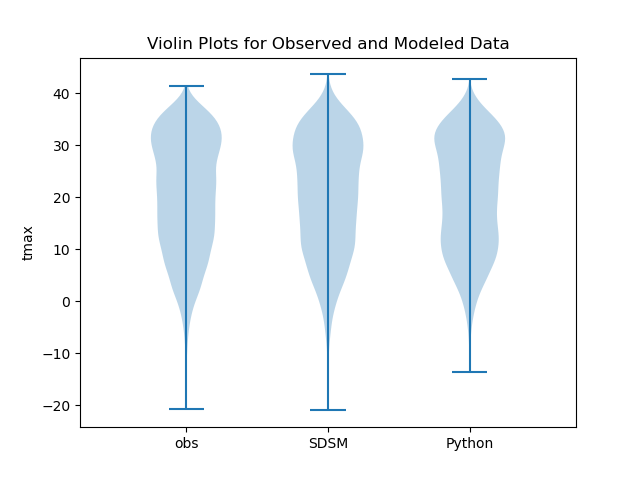 Violin Plots for Observed and Modeled Data
40
30
20
10
0
−10
−20
tmax
obs
SDSM
Python